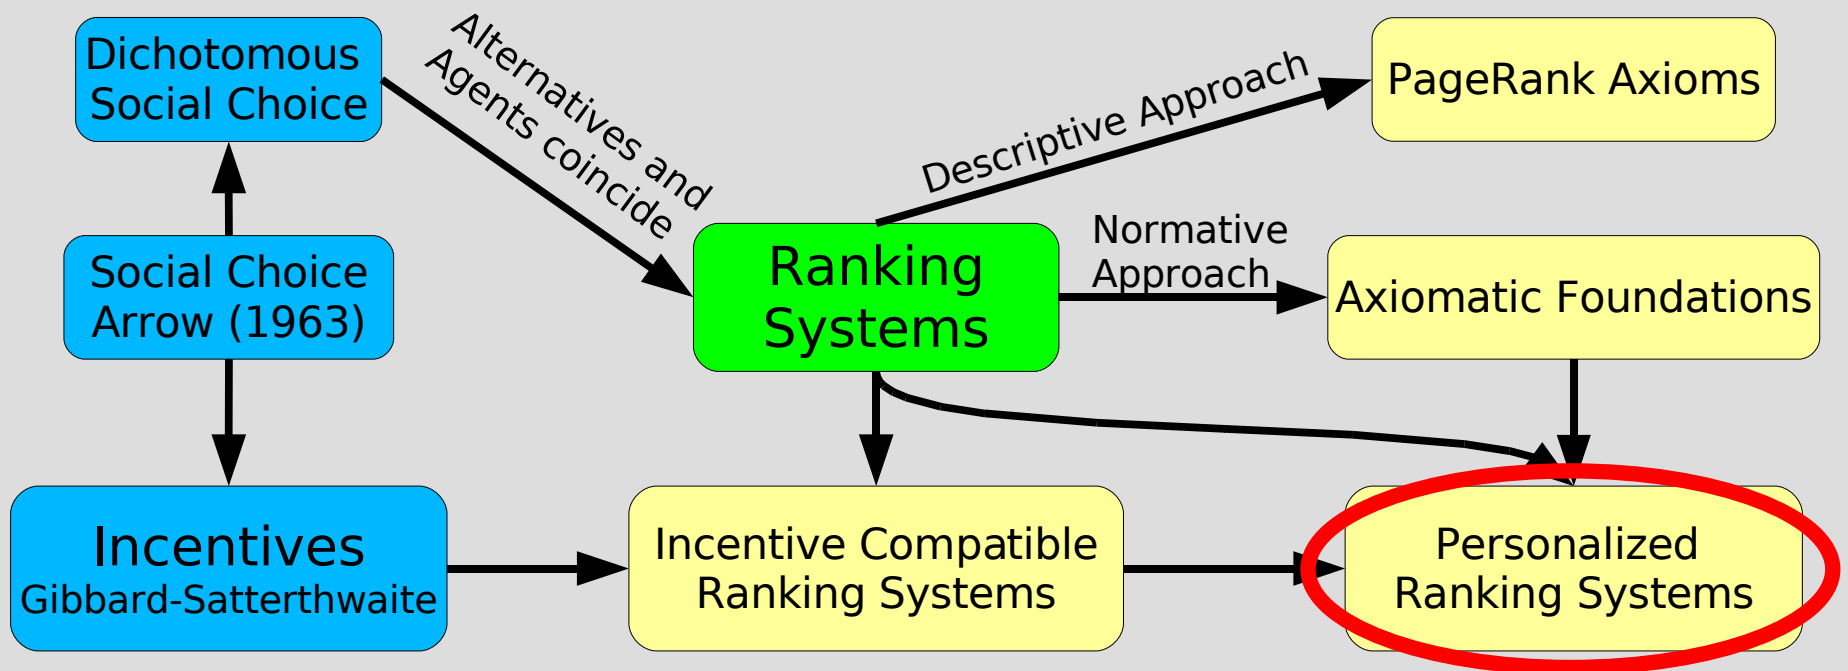 Dichotomous
Social Choice
Alternatives and
Agents coincide
Descriptive Approach
PageRank Axioms
Social Choice
Arrow (1963)
Ranking
Systems
Normative
Approach
Axiomatic Foundations
Incentives
Gibbard-Satterthwaite
Incentive Compatible
Ranking Systems
Personalized
Ranking Systems